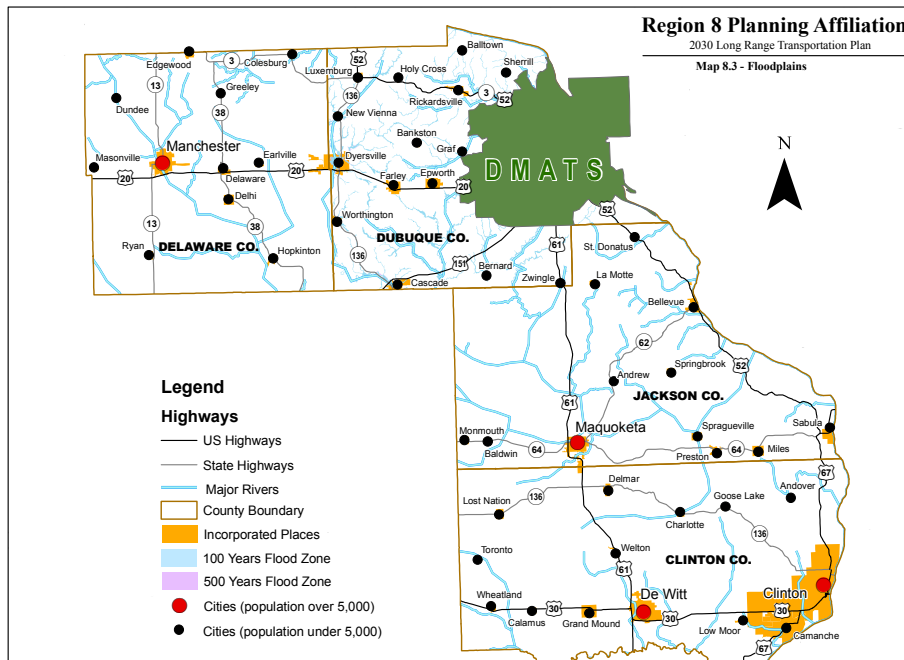 Region 8 Planning Affiliation
2030 Long Range Transportation Plan
Map 8.3 - Floodplains
Balltown
Edgewood
Colesburg
3
52
Luxemburg
Holy Cross
Sherrill
13
Greeley
136
Rickardsville
3
52
Dundee
38
New Vienna
Bankston
N
Manchester
Graf
Masonville
Earlville
Dyersville
DMATS
20
Delaware
20
Farley
Epworth
20
Delhi
52
Worthington
13
38
DUBUQUE CO.
61
St. Donatus
Ryan
DELAWARE CO.
Hopkinton
136
151
Bernard
La Motte
Cascade
Zwingle
Bellevue
62
Springbrook
52
Andrew
Legend
61
JACKSON CO.
Highways
Maquoketa
Spragueville
Sabula
US Highways
Monmouth
State Highways
Baldwin
64
Preston
64
Miles
Major Rivers
67
County Boundary
Delmar
Andover
136
Goose Lake
Incorporated Places
Lost Nation
Charlotte
136
100 Years Flood Zone
Toronto
Welton
CLINTON CO.
500 Years Flood Zone
61
De Witt
Clinton
Cities (population over 5,000)
Wheatland
30
30
30
Cities (population under 5,000)
Calamus
Grand Mound
Low Moor
Camanche
67